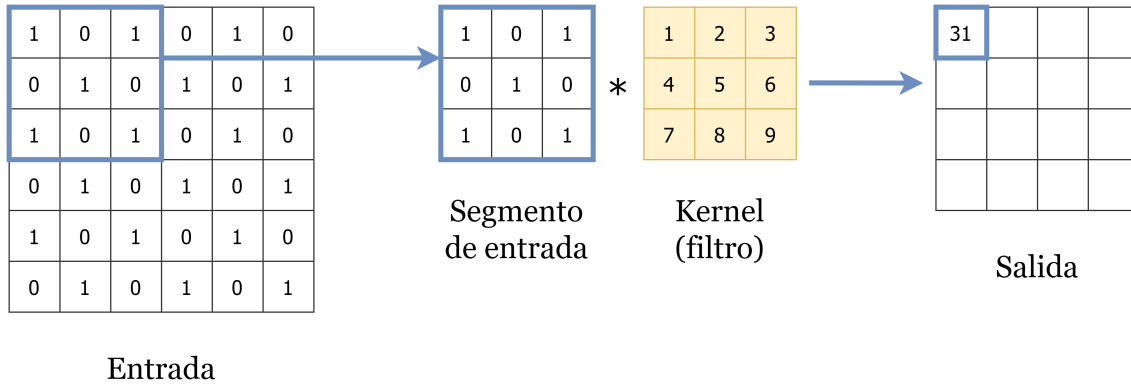 1 0 1 0 1 0
0 1 0 1 0 1
1 0 1 0 1 0
0 1 0 1 0 1
1 0 1 0 1 0
0 1 0 1 0 1
Entrada
1 0 1
0 1 0
1 0 1
Segmento
de entrada
*
1 2 3
4 5 6
7 8 9
Kernel
(filtro)
31
Salida